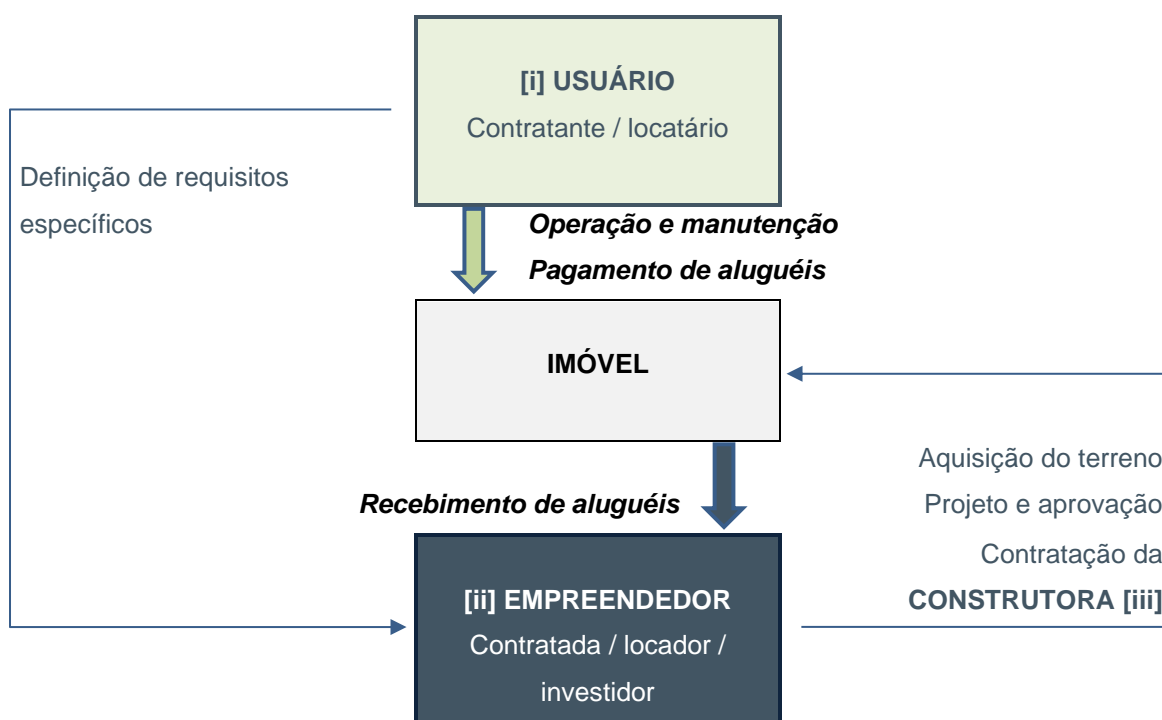 [i] USUÁRIO
Contratante / locatário
Definição de requisitos
específicos
Operação e manutenção
Pagamento de aluguéis
IMÓVEL
Aquisição do terreno
Projeto e aprovação
Contratação da
CONSTRUTORA [iii]
Recebimento de aluguéis
[ii] EMPREENDEDOR
Contratada / locador /
investidor